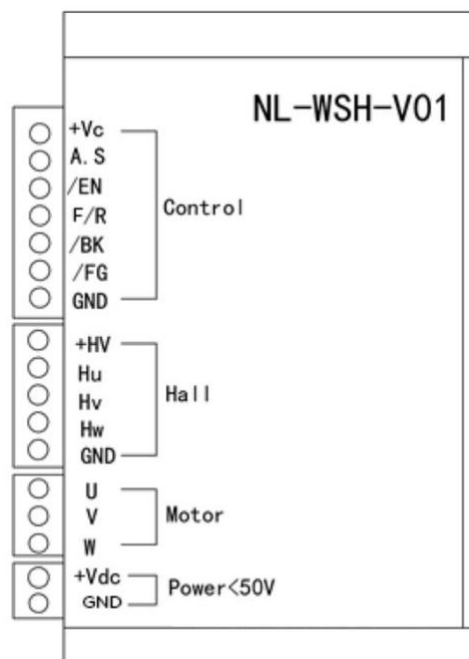 NL-WSH-V01
+Vc
A.S
/EN
F/R
/BK
/FG
GND
Control
+HV
Hu
Hv
Hw
GND
Hall
U
V
W
Motor
+Vdc
GND
Power<50V